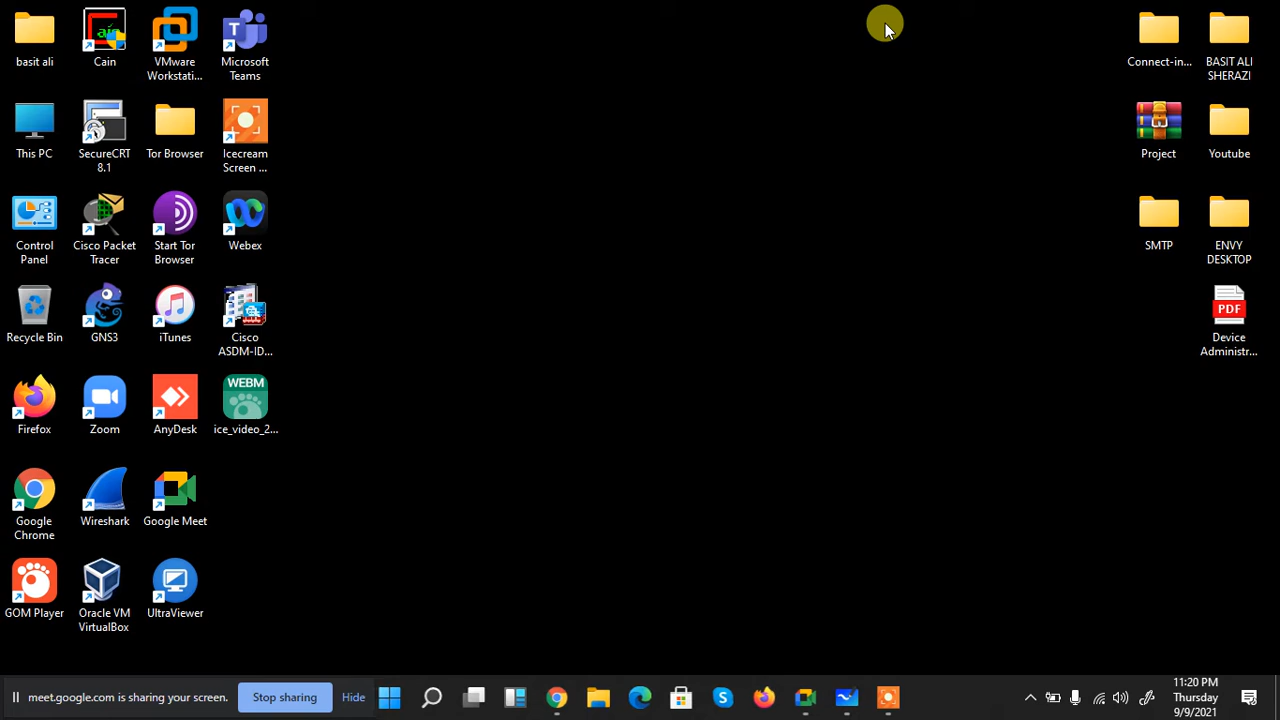 basit ali
Cain
VMware
Workstati...
Microsoft
Teams
Connect-in...
BASIT ALI
SHERAZI
This PC
SecureCRT
8.1
Tor Browser
Icecream
Screen ...
Project
Youtube
Control
Panel
Cisco Packet
Tracer
Start Tor
Browser
Webex
SMTP
ENVY
DESKTOP
Recycle Bin
GNS3
iTunes
Cisco
ASDM-ID...
PDF
Device
Administr...
Firefox
Zoom
AnyDesk
WEBM
ice_video_2...
Google
Chrome
Wireshark
Google Meet
GOM Player
Oracle VM
VirtualBox
UltraViewer
meet.google.com is sharing your screen.
Stop sharing
Hide
11:20 PM
Thursday
9/9/2021